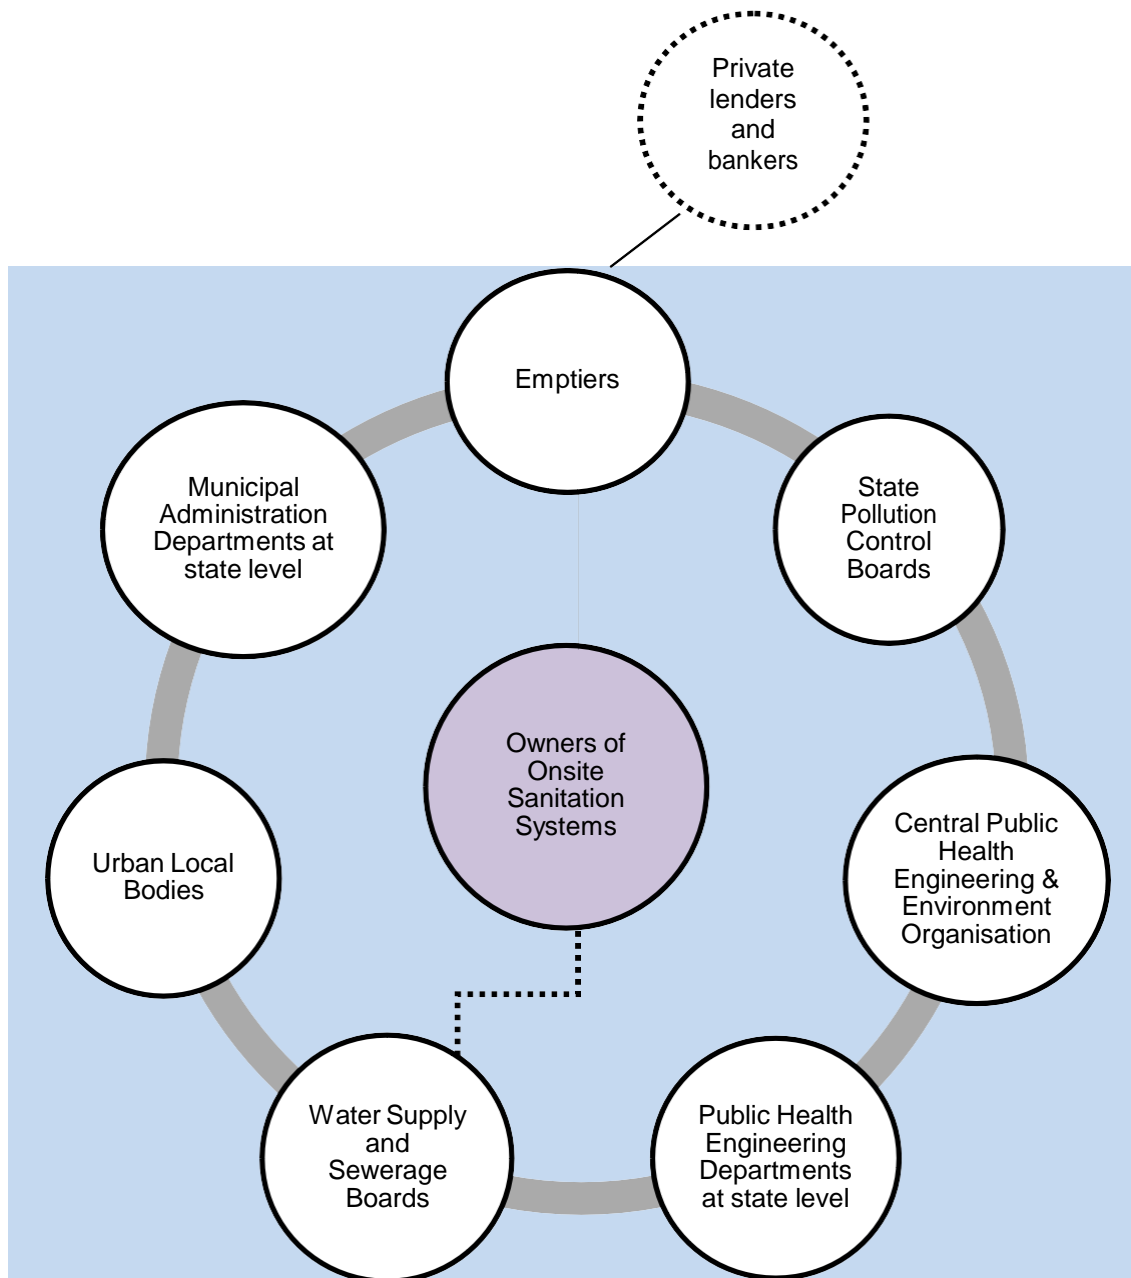 Private
lenders
and
bankers
Emptiers
Municipal
Administration
Departments at
state level
State
Pollution
Control
Boards
Owners of
Onsite
Sanitation
Systems
Urban Local
Bodies
Central Public
Health
Engineering &
Environment
Organisation
Water Supply
and
Sewerage
Boards
Public Health
Engineering
Departments
at state level